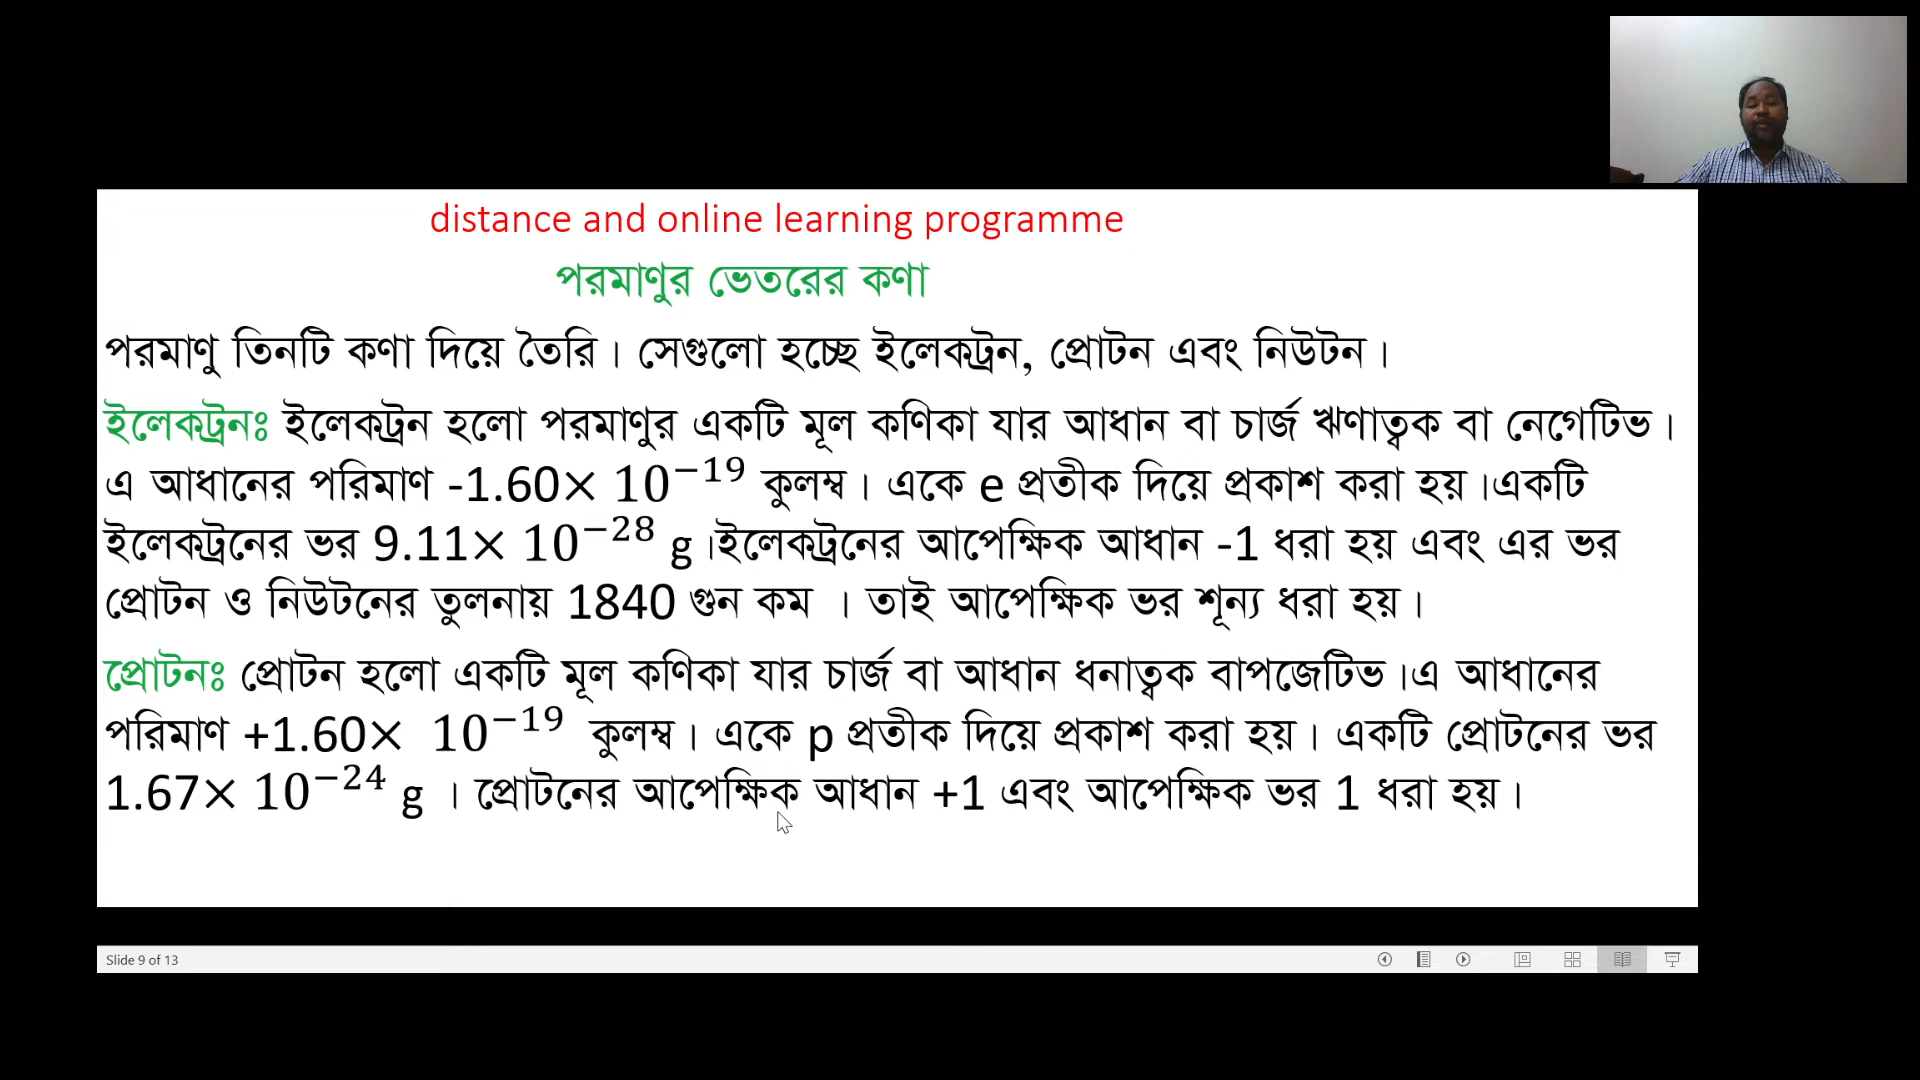 distance and online learning programme
পরমাণুর ভেতরের কণা
পরমাণু তিনটি কণা দিয়ে তৈরি। সেগুলো হচ্ছে ইলেকট্রন, প্রোটন এবং নিউটন।
ইলেকট্রনঃ ইলেকট্রন হলো পরমাণুর একটি মূল কণিকা যার আধান বা চার্জ ঋণাত্বক বা নেগেটিভ।
এ আধানের পরিমাণ -1.60× 10⁻¹⁹ কুলম্ব। একে e প্রতীক দিয়ে প্রকাশ করা হয়।একটি
ইলেকট্রনের ভর 9.11× 10⁻²⁸ g।ইলেকট্রনের আপেক্ষিক আধান -1 ধরা হয় এবং এর ভর
প্রোটন ও নিউটনের তুলনায় 1840 গুন কম । তাই আপেক্ষিক ভর শূন্য ধরা হয়।
প্রোটনঃ প্রোটন হলো একটি মূল কণিকা যার চার্জ বা আধান ধনাত্বক বাপজেটিভ।এ আধানের
পরিমাণ +1.60× 10⁻¹⁹ কুলম্ব। একে p প্রতীক দিয়ে প্রকাশ করা হয়। একটি প্রোটনের ভর
1.67× 10⁻²⁴ g । প্রোটনের আপেক্ষিক আধান +1 এবং আপেক্ষিক ভর 1 ধরা হয়।
Slide 9 of 13